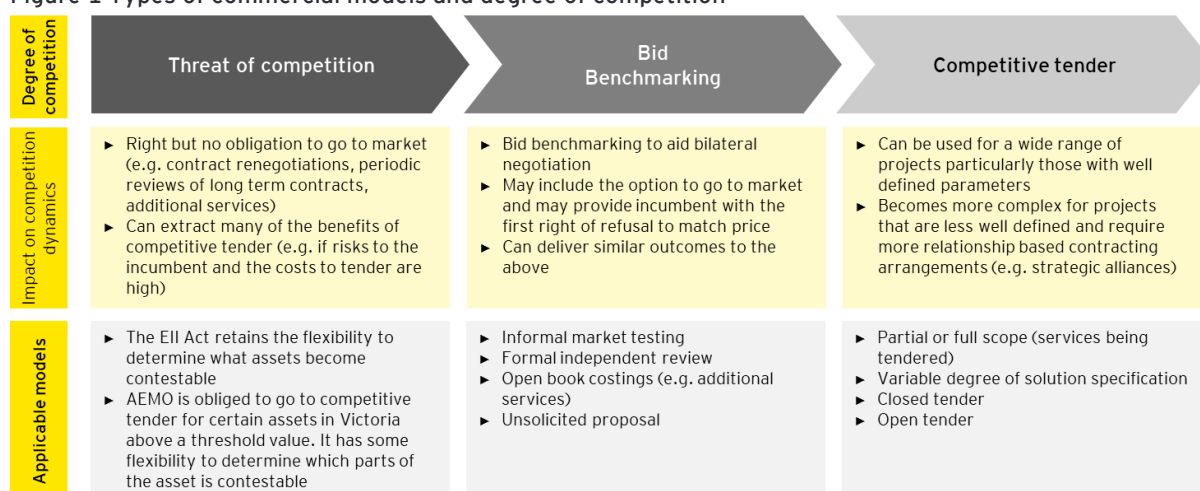 Figure 1 Types of commercial models and degree of competition
Degree of
competition
Threat of competition
Bid
Benchmarking
Competitive tender
Impact on competition
dynamics
► Right but no obligation to go to market
(e.g. contract renegotiations, periodic
reviews of long term contracts,
additional services)
► Can extract many of the benefits of
competitive tender (e.g. if risks to the
incumbent and the costs to tender are
high)
► Bid benchmarking to aid bilateral
negotiation
► May include the option to go to market
and may provide incumbent with the
first right of refusal to match price
► Can deliver similar outcomes to the
above
► Can be used for a wide range of
projects particularly those with well
defined parameters
► Becomes more complex for projects
that are less well defined and require
more relationship based contracting
arrangements (e.g. strategic alliances)
Applicable models
► The EII Act retains the flexibility to
determine what assets become
contestable
► AEMO is obliged to go to competitive
tender for certain assets in Victoria
above a threshold value. It has some
flexibility to determine which parts of
the asset is contestable
► Informal market testing
► Formal independent review
► Open book costings (e.g. additional
services)
► Unsolicited proposal
► Partial or full scope (services being
tendered)
► Variable degree of solution specification
► Closed tender
► Open tender